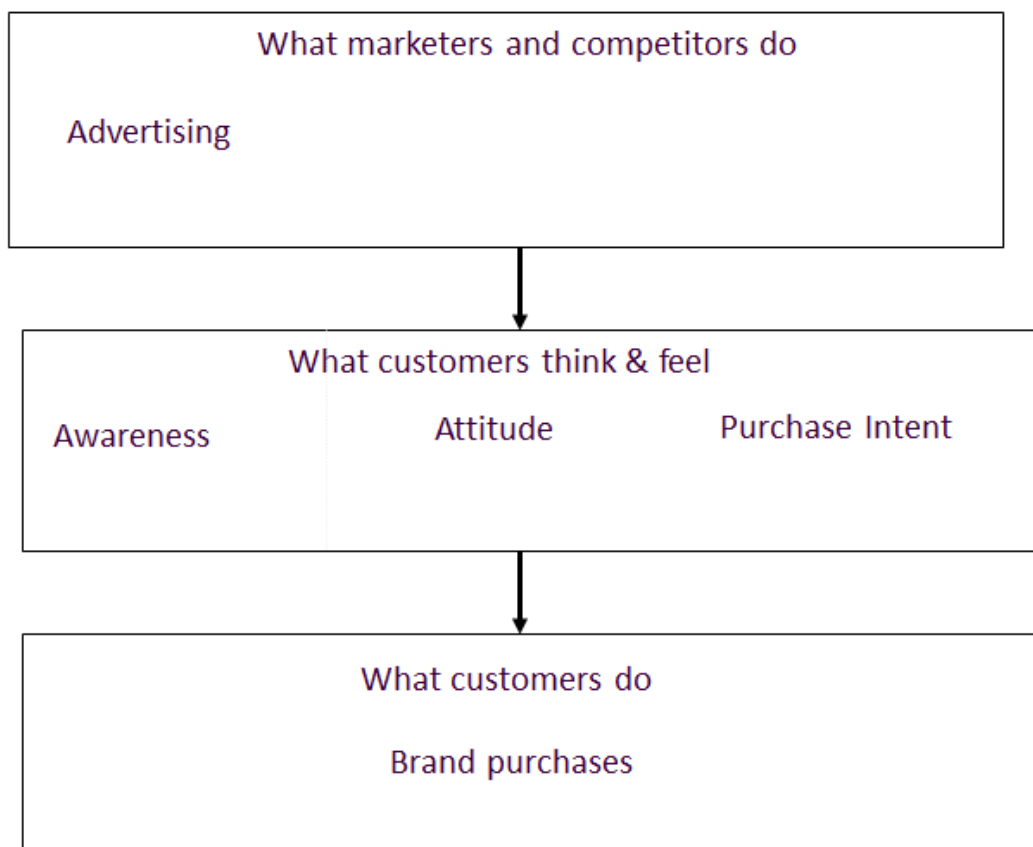 What marketers and competitors do
Advertising
What customers think & feel
Awareness Attitude Purchase Intent
What customers do
Brand purchases